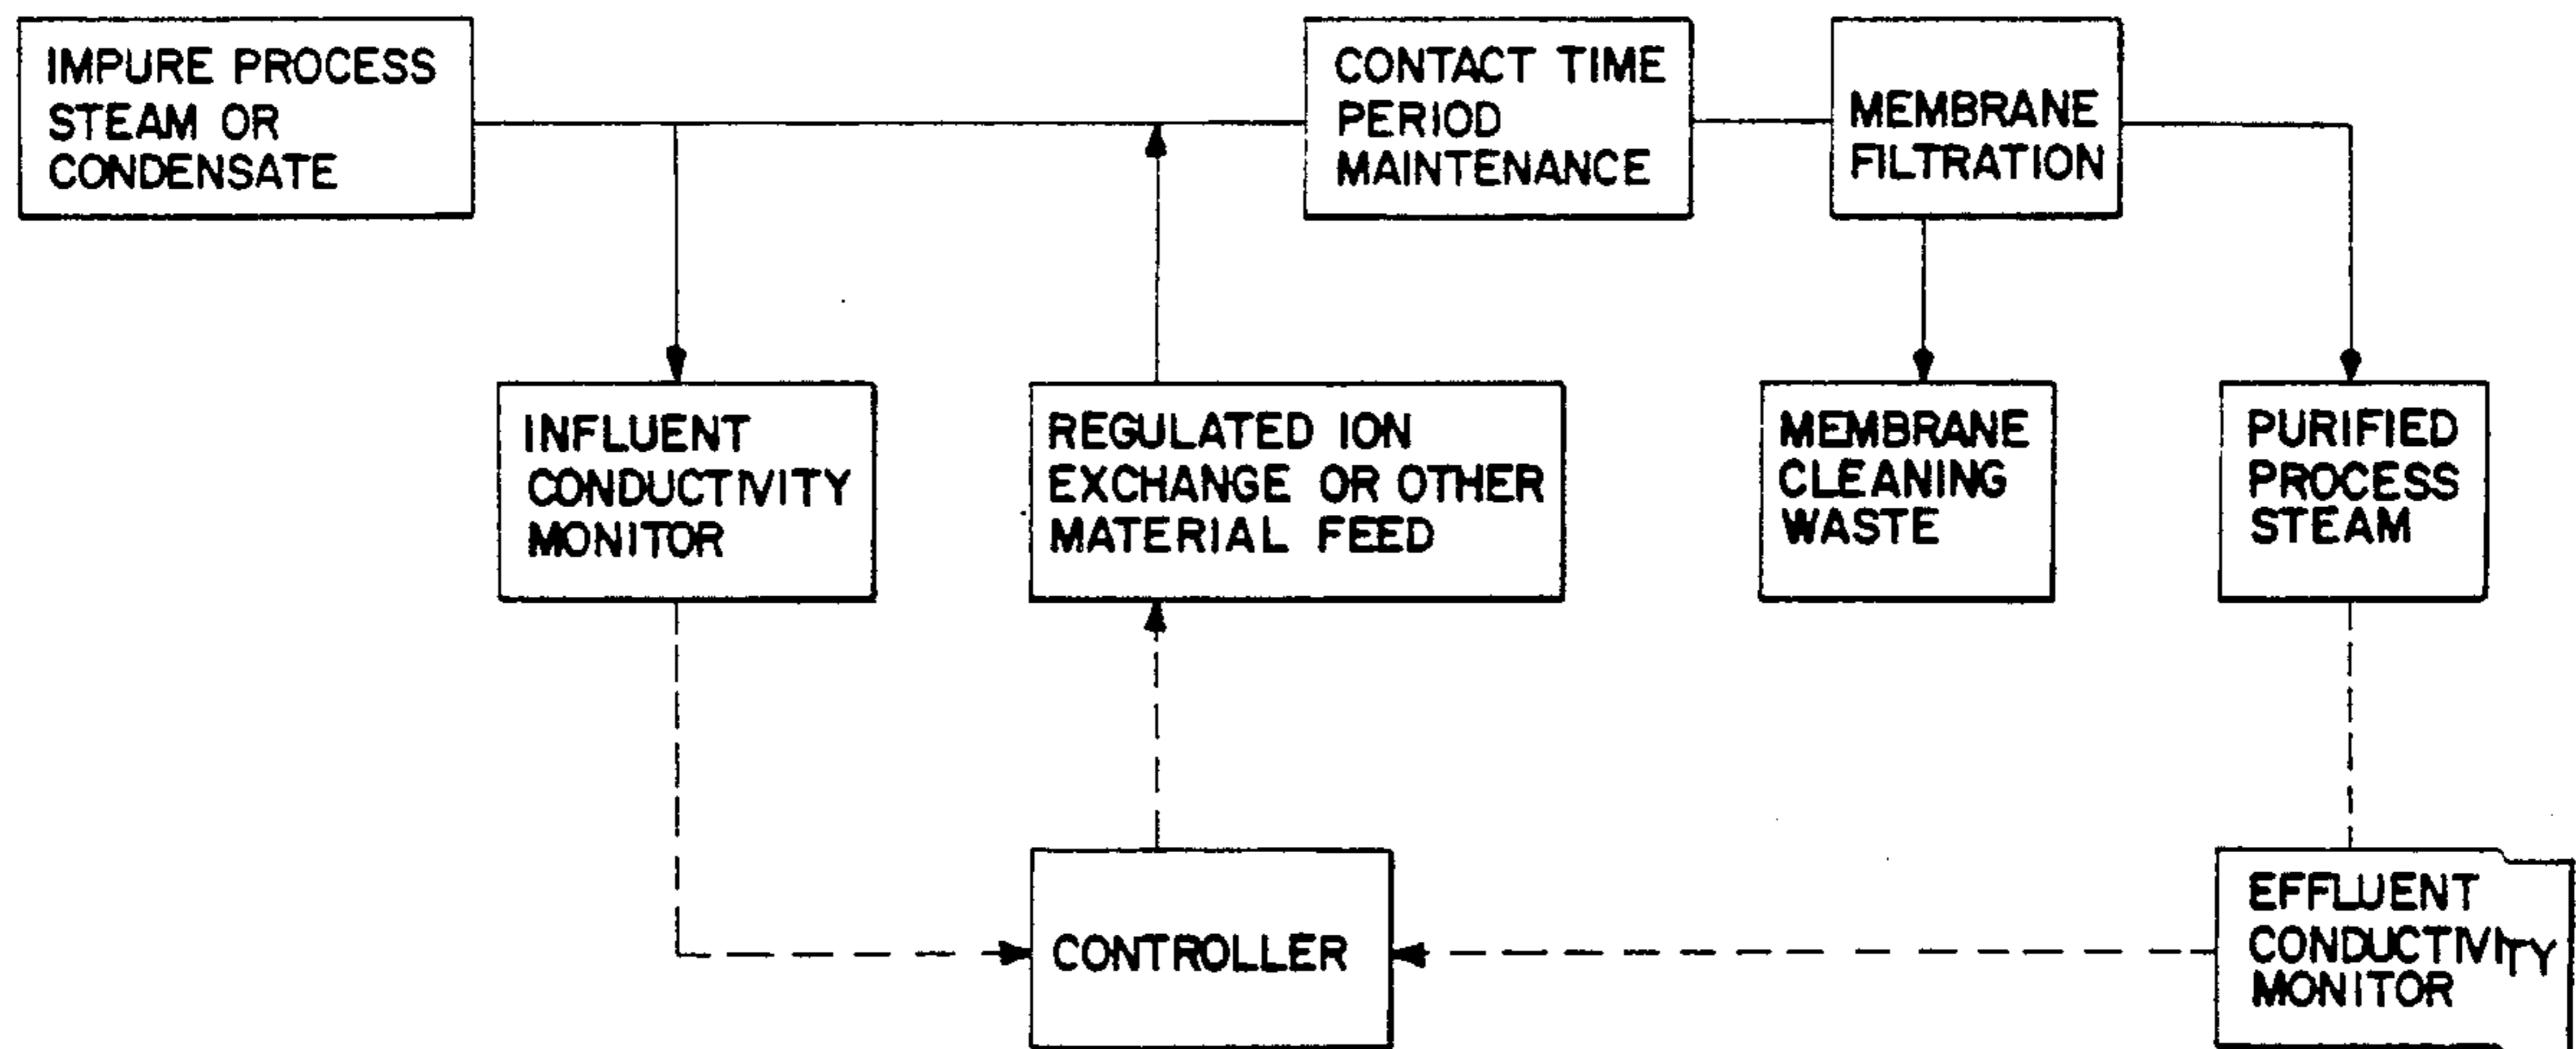 IMPURE PROCESS
STEAM OR
CONDENSATE
CONTACT TIME
PERIOD
MAINTENANCE
MEMBRANE
FILTRATION
INFLUENT
CONDUCTIVITY
MONITOR
REGULATED ION
EXCHANGE OR OTHER
MATERIAL FEED
MEMBRANE
CLEANING
WASTE
PURIFIED
PROCESS
STEAM
CONTROLLER
EFFLUENT
CONDUCTIVITY
MONITOR